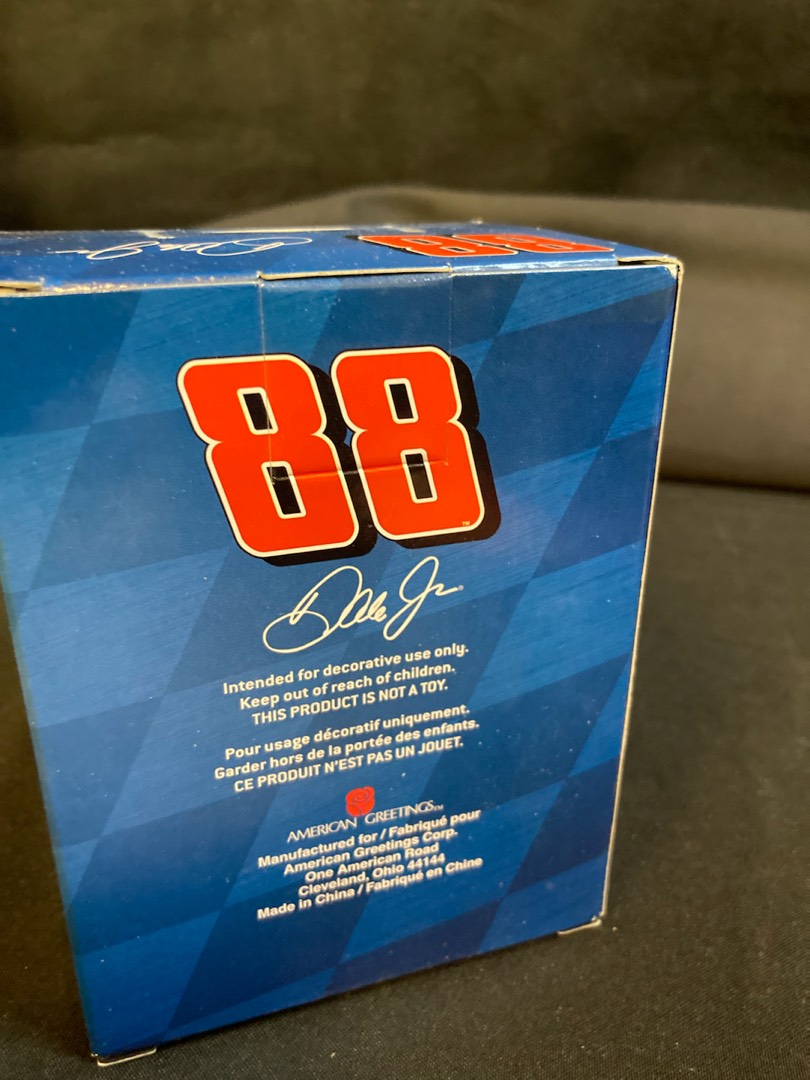 88
88
TM
Dale Jr.
Intended for decorative use only.
Keep out of reach of children.
THIS PRODUCT IS NOT A TOY.
Pour usage décoratif uniquement.
Garder hors de la portée des enfants.
CE PRODUIT N'EST PAS UN JOUET.
AMERICAN GREETINGS TM
Manufactured for / Fabriqué pour
American Greetings Corp.
One American Road
Cleveland, Ohio 44144
Made in China / Fabriqué en Chine